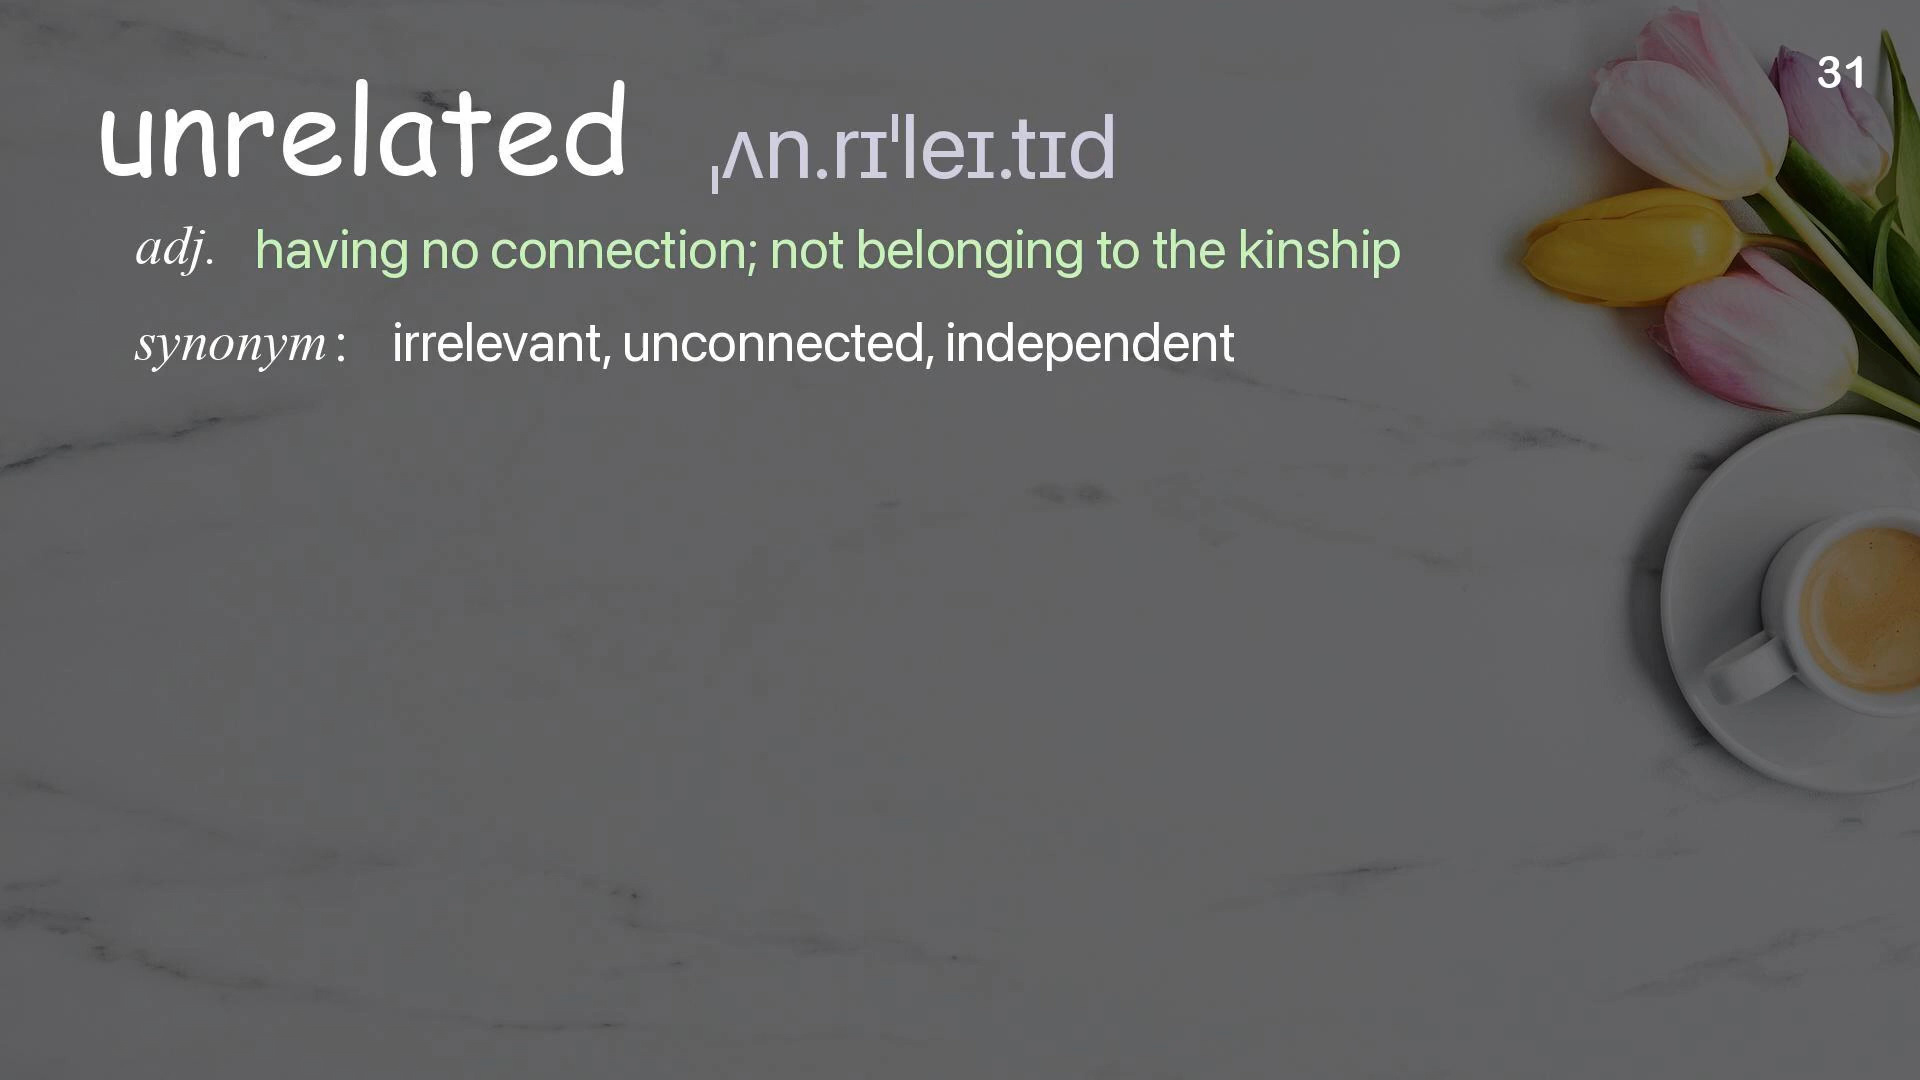 31
unrelated ˌʌn.rɪˈleɪ.tɪd
adj. having no connection; not belonging to the kinship
synonym : irrelevant, unconnected, independent